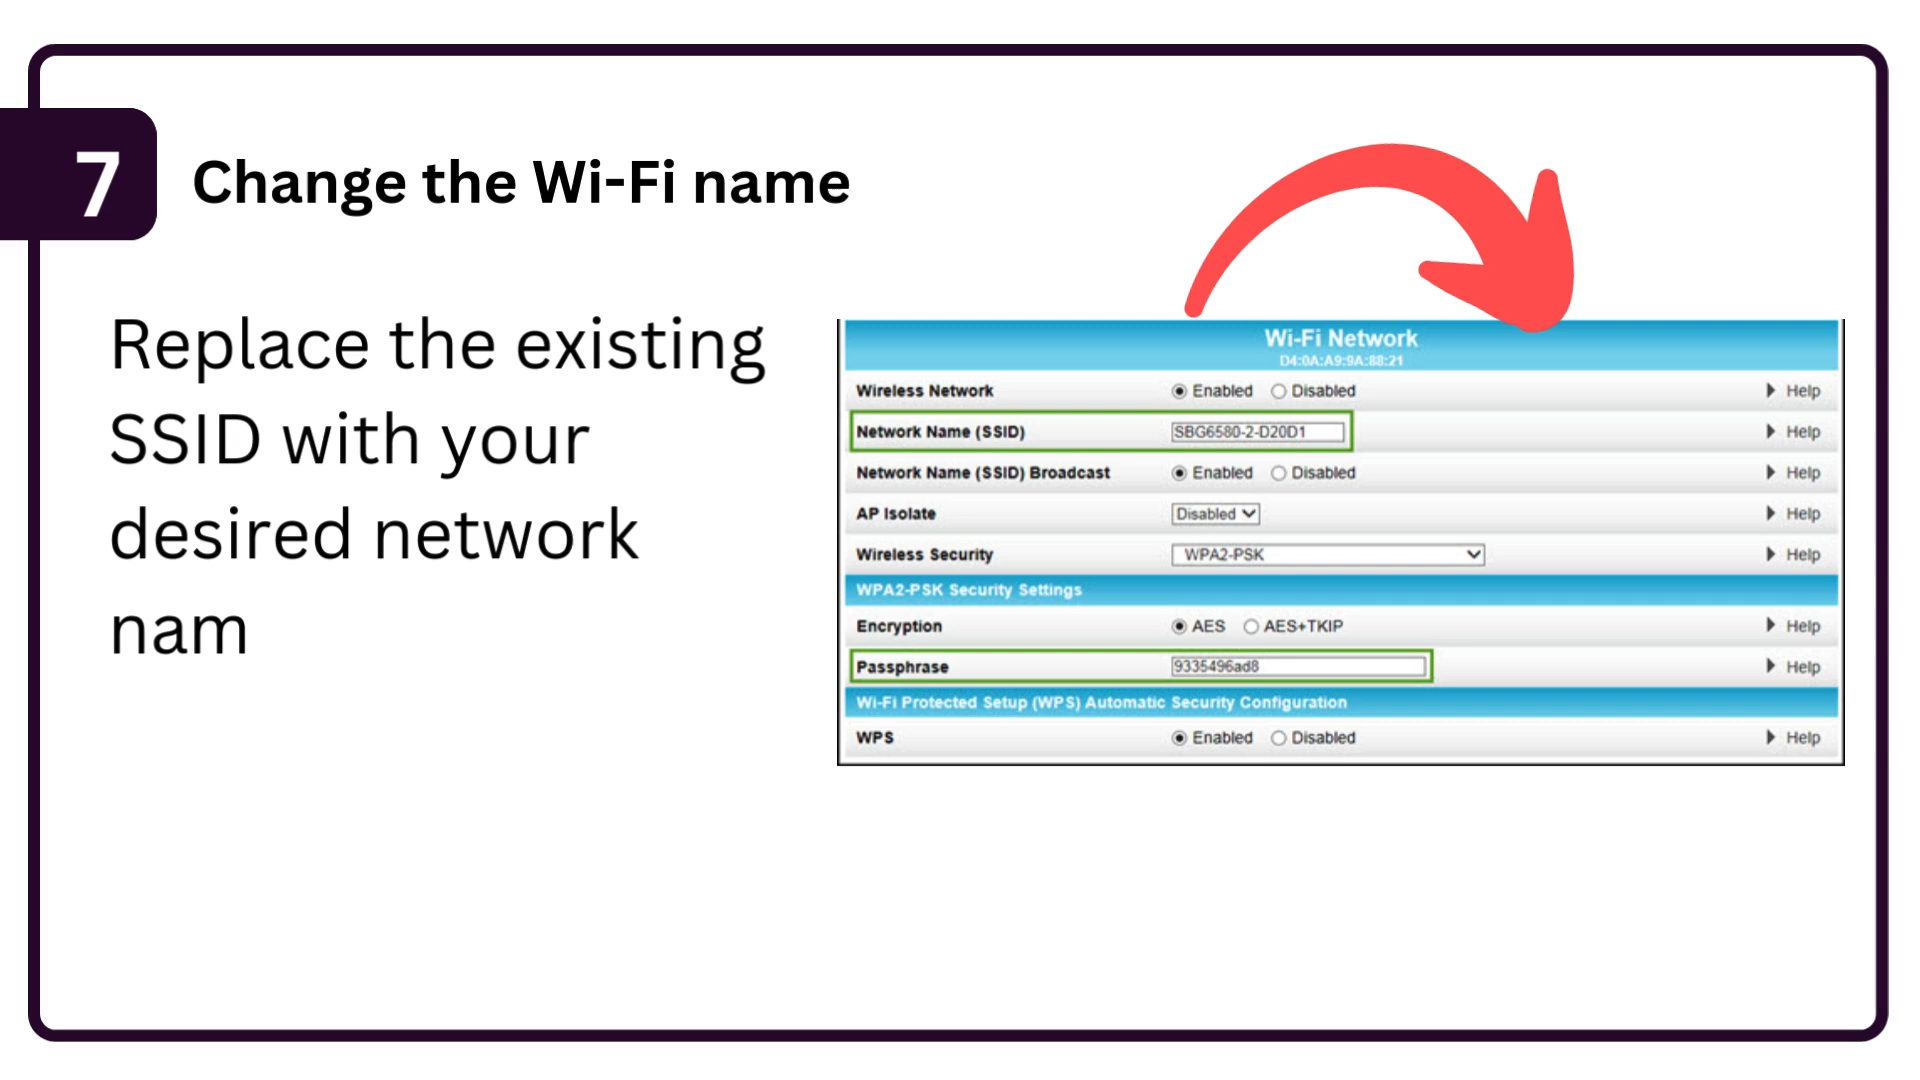 7
Change the Wi-Fi name
Replace the existing
SSID with your
desired network
nam
Wi-Fi Network
D4:0A:A9:9A:88:21
Wireless Network Enabled Disabled Help
Network Name (SSID) SBG6580-2-D20D1 Help
Network Name (SSID) Broadcast Enabled Disabled Help
AP Isolate Disabled Help
Wireless Security WPA2-PSK Help
WPA2-PSK Security Settings
Encryption AES AES+TKIP Help
Passphrase 9335496ad8 Help
Wi-Fi Protected Setup (WPS) Automatic Security Configuration
WPS Enabled Disabled Help